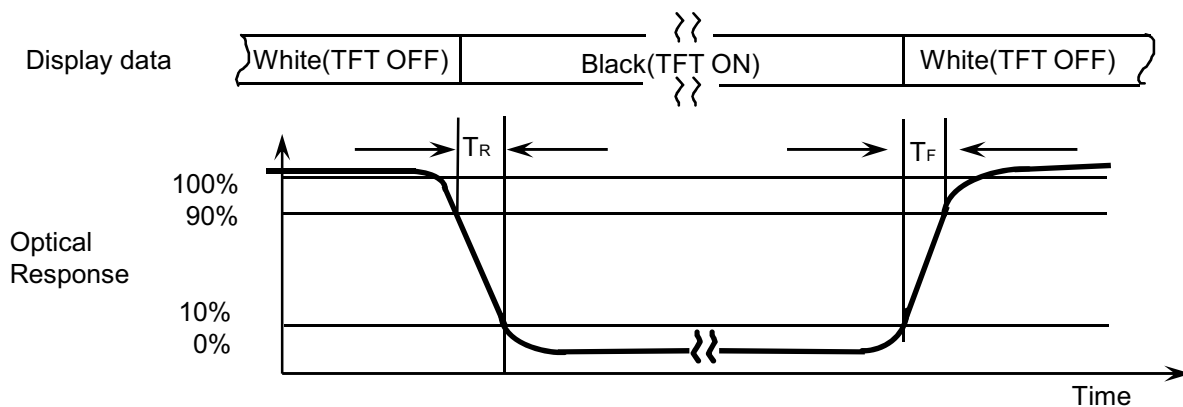 Display data
White(TFT OFF)
Black(TFT ON)
White(TFT OFF)
TR
TF
100%
90%
Optical
Response
10%
0%
Time